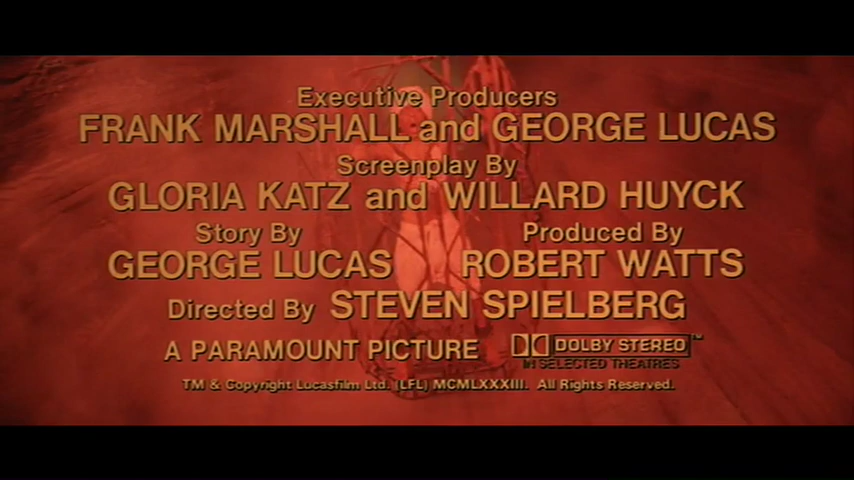 Executive Producers
FRANK MARSHALL and GEORGE LUCAS
Screenplay By
GLORIA KATZ and WILLARD HUYCK
Story By
GEORGE LUCAS
Produced By
ROBERT WATTS
Directed By STEVEN SPIELBERG
A PARAMOUNT PICTURE
DOLBY STEREO™
IN SELECTED THEATRES
TM & Copyright Lucasfilm Ltd. (LFL) MCMLXXXIII. All Rights Reserved.